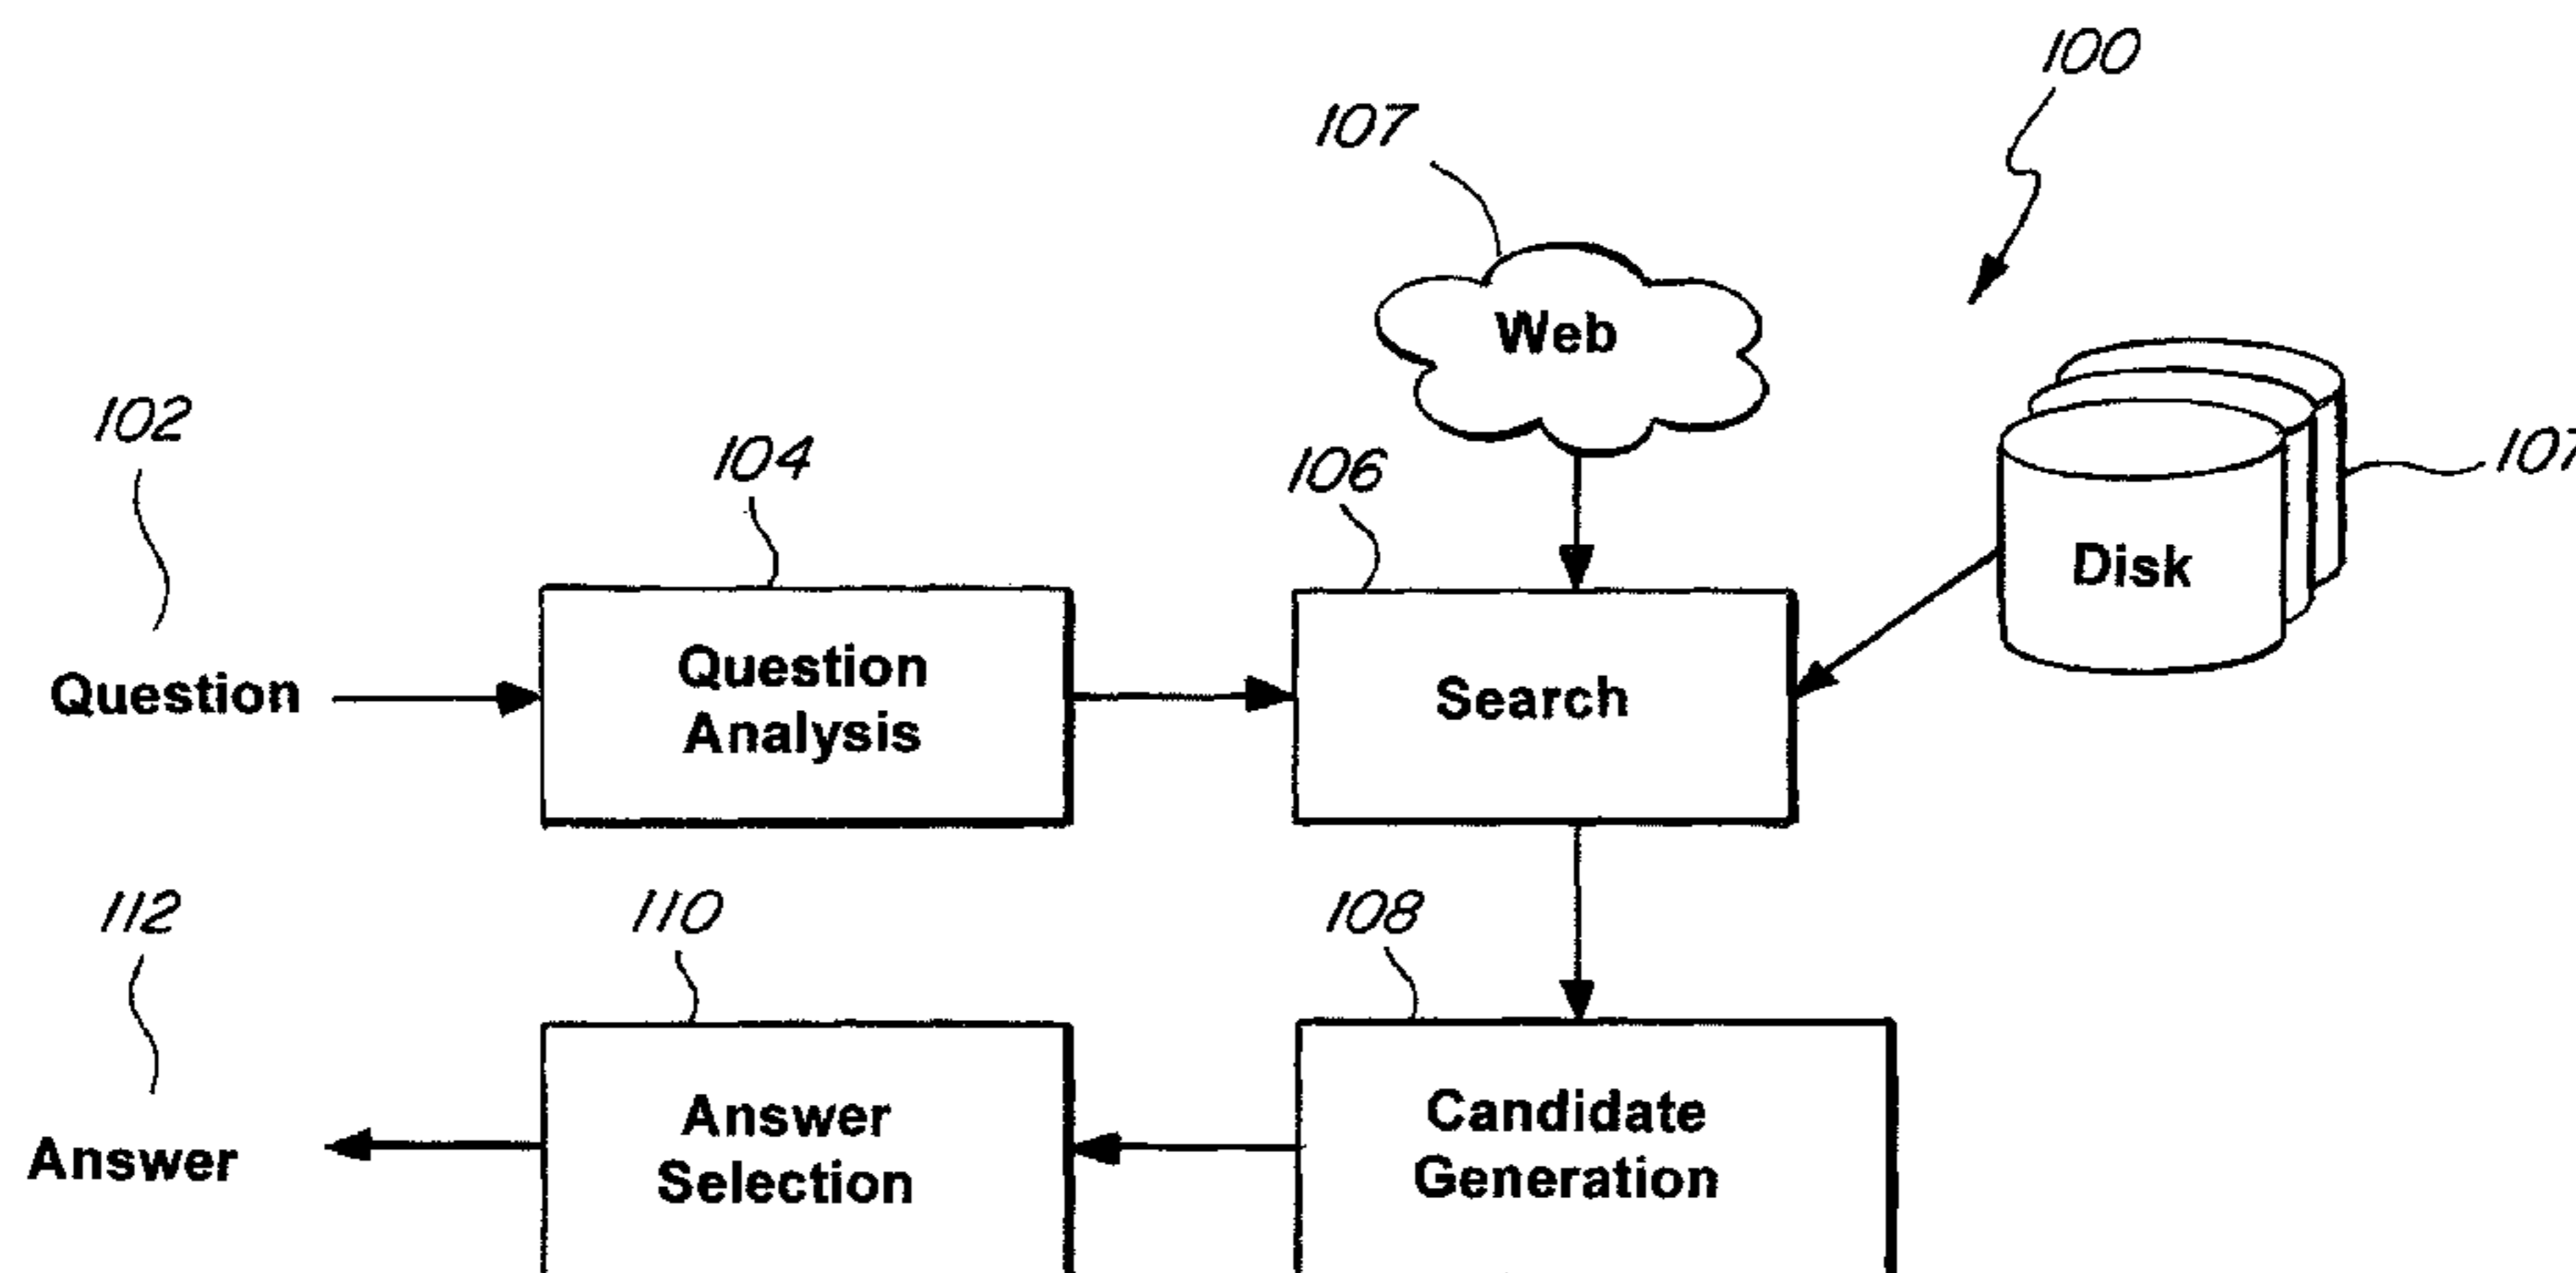 100
107
Web
102
104
106
107
Disk
Question
Question
Analysis
Search
112
110
108
Answer
Answer
Selection
Candidate
Generation